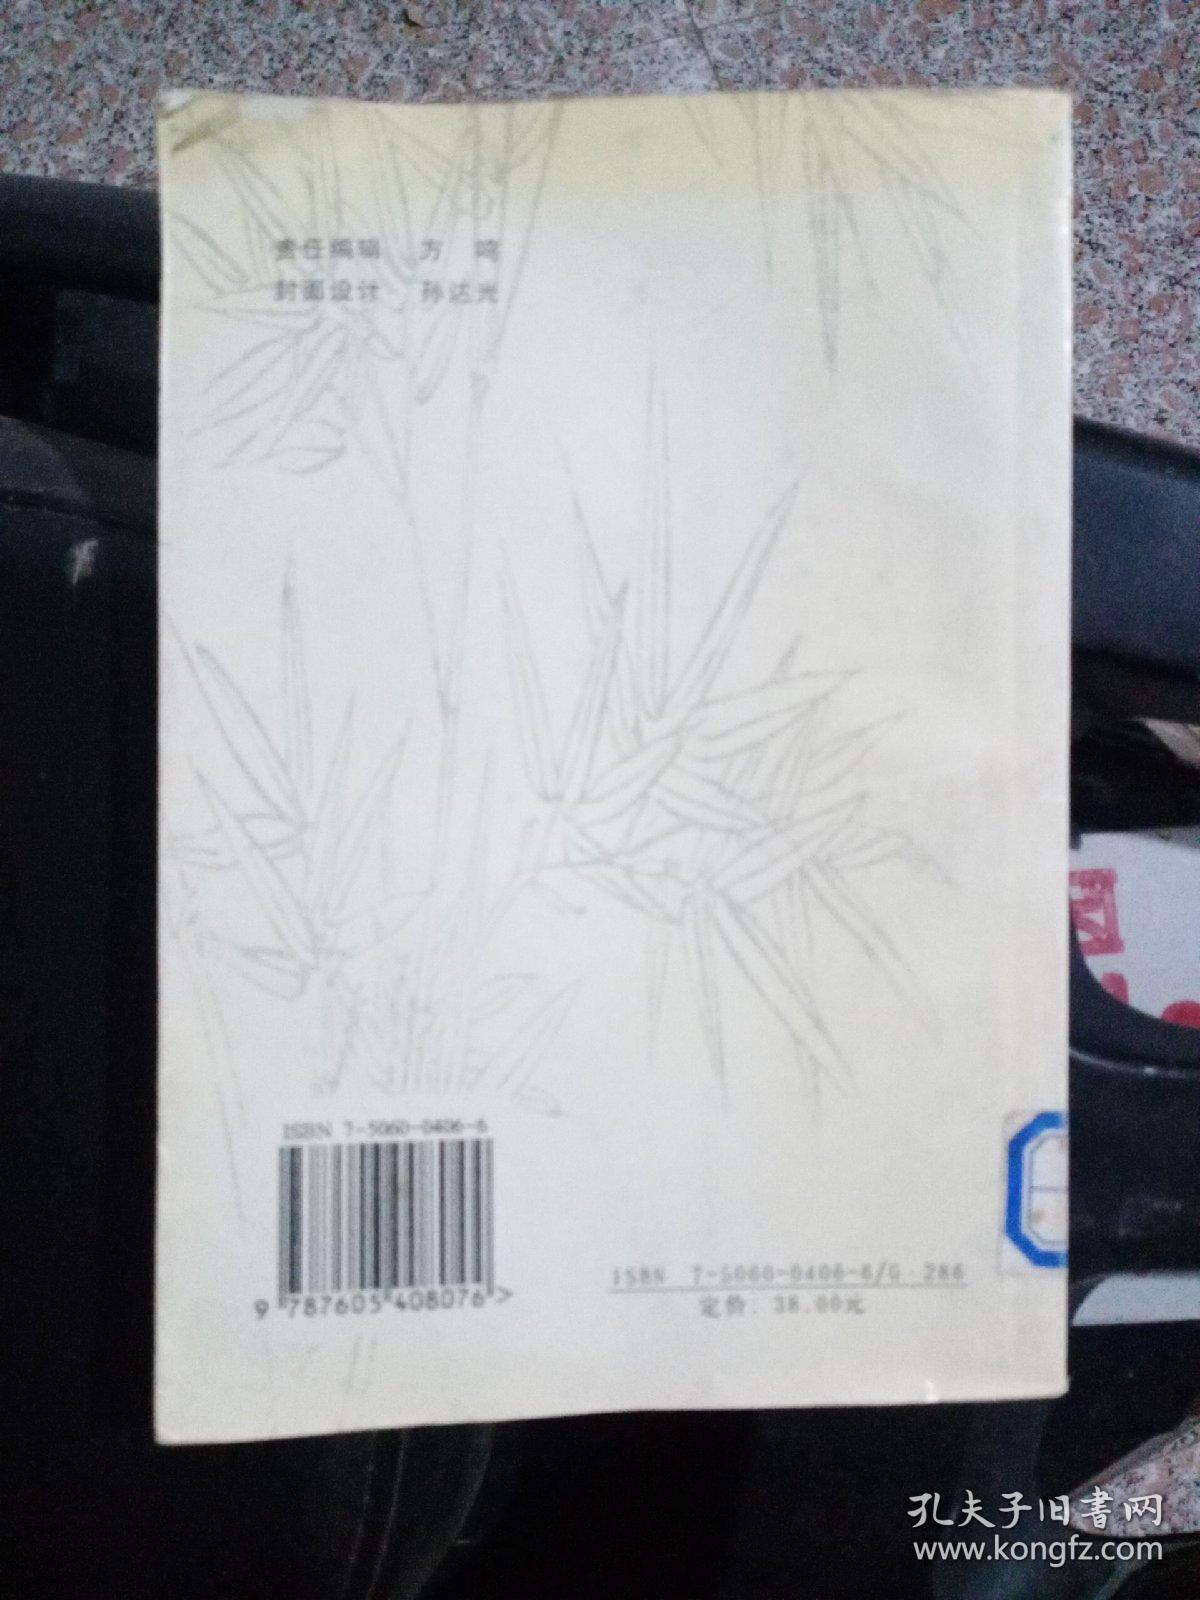 责任编辑 方 鸣
封面设计 孙达光
ISBN 7-5060-0406-6
9 787605 408076 >
ISBN 7-5060-0406-6/G·286
定价: 38.00元
孔夫子旧書网
www.kongfz.com